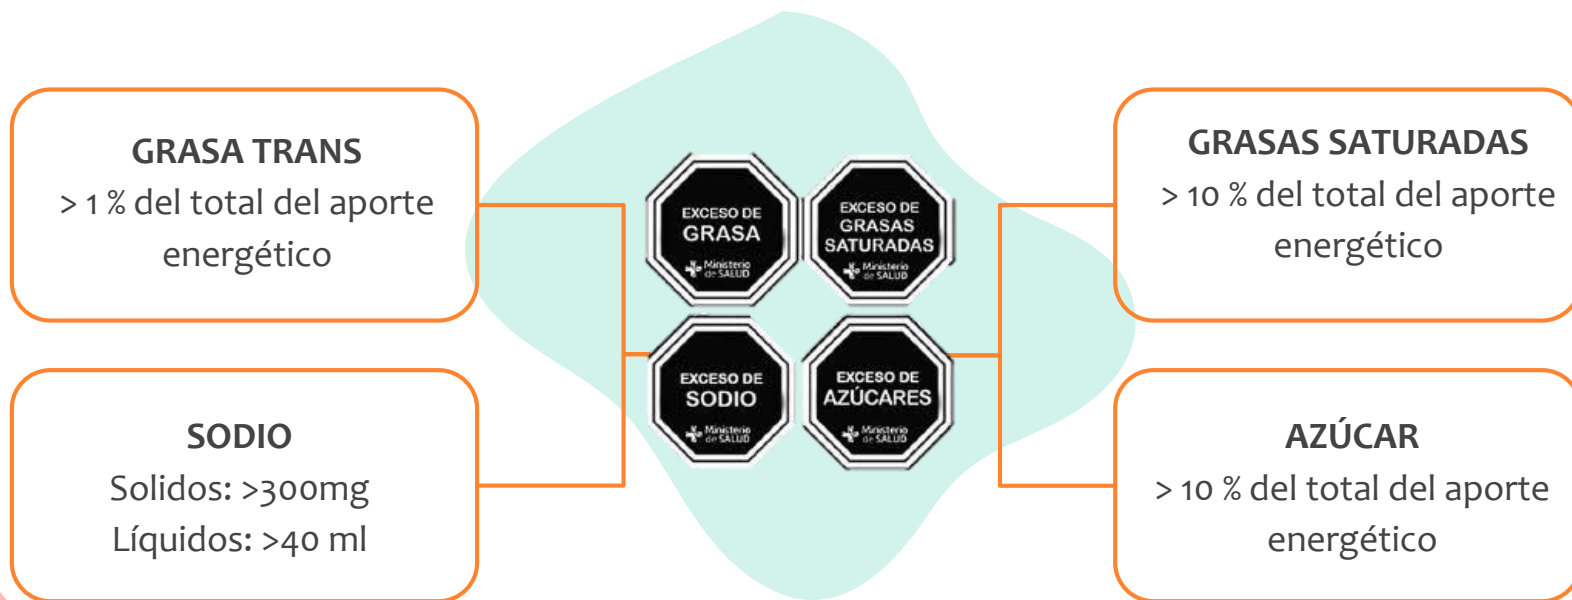 GRASA TRANS
> 1 % del total del aporte
energético
SODIO
Solidos: >300mg
Líquidos: >40 ml
EXCESO DE
GRASA
Ministerio
de SALUD
EXCESO DE
GRASAS
SATURADAS
Ministerio
de SALUD
EXCESO DE
SODIO
Ministerio
de SALUD
EXCESO DE
AZÚCARES
Ministerio
de SALUD
GRASAS SATURADAS
> 10 % del total del aporte
energético
AZÚCAR
> 10 % del total del aporte
energético